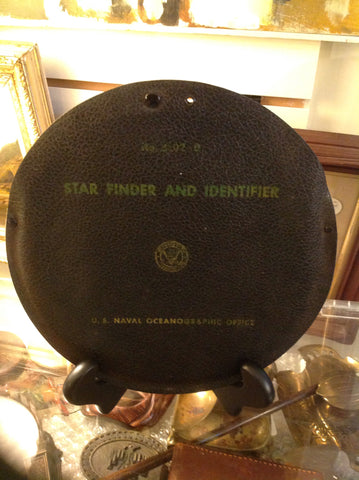 No. 2102-D
STAR FINDER AND IDENTIFIER
U. S. NAVAL OCEANOGRAPHIC OFFICE